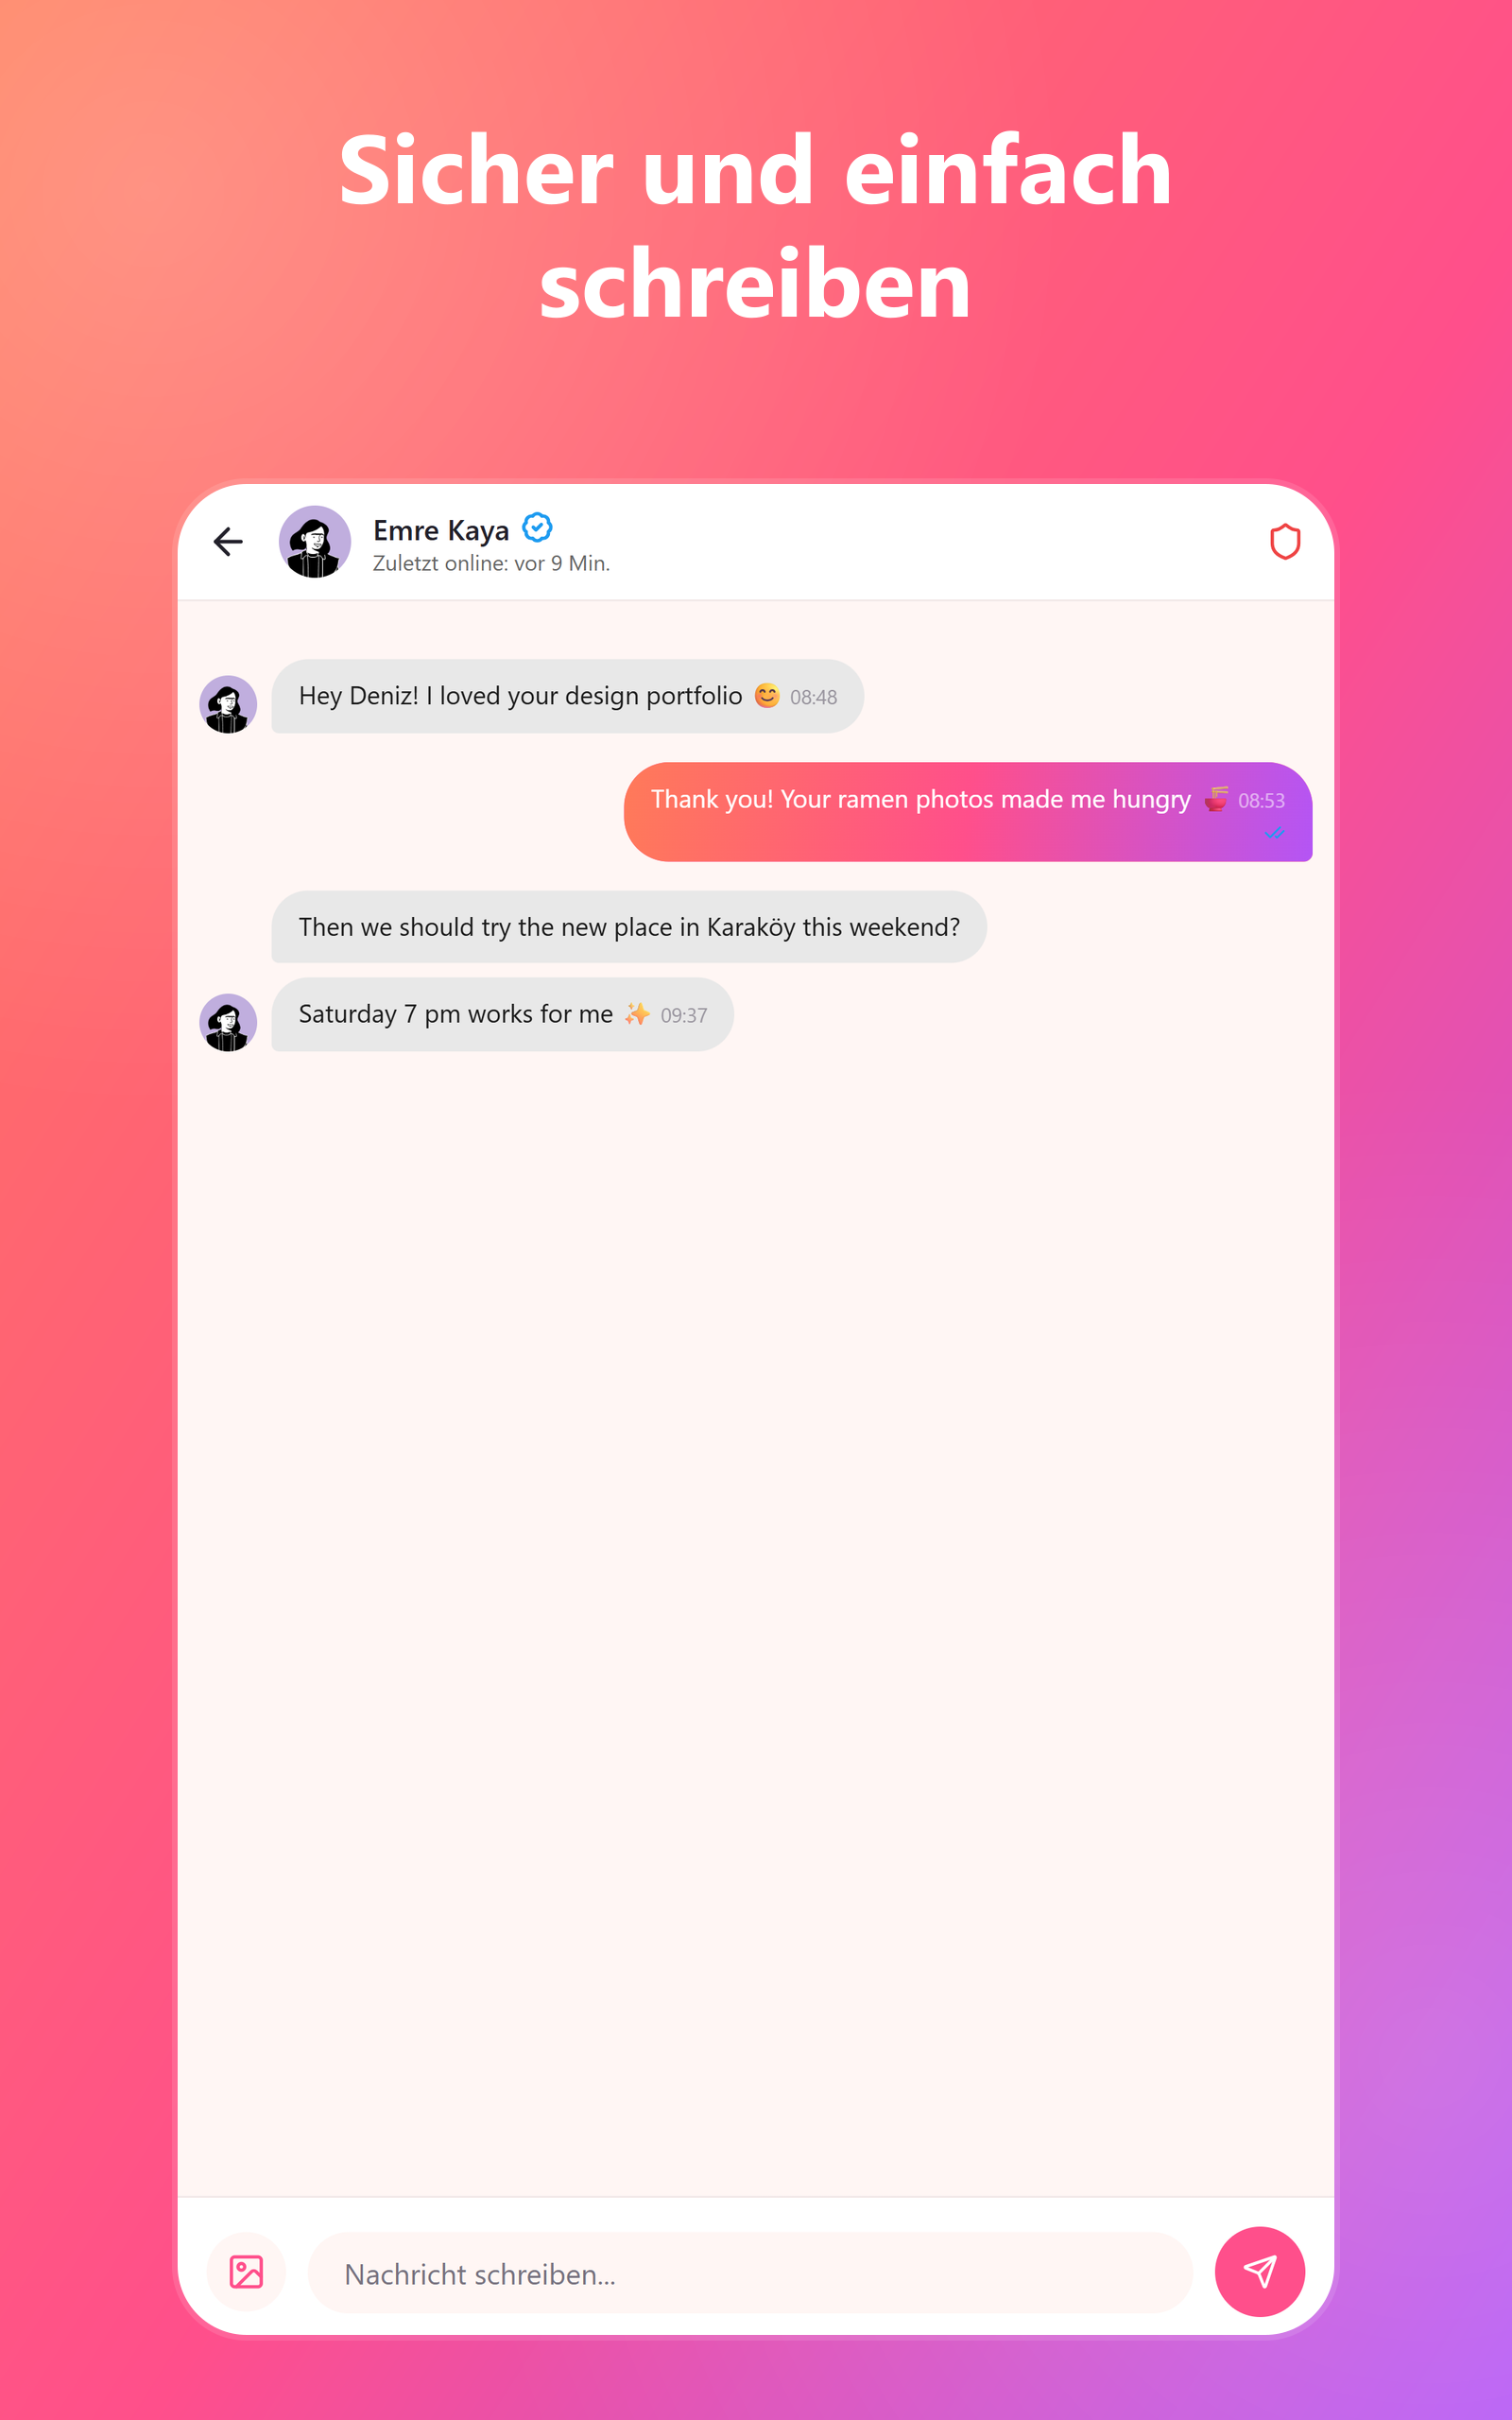 Sicher und einfach
schreiben
Emre Kaya
Zuletzt online: vor 9 Min.
Hey Deniz! I loved your design portfolio 😊 08:48
Thank you! Your ramen photos made me hungry 🍜 08:53
Then we should try the new place in Karaköy this weekend?
Saturday 7 pm works for me ✨ 09:37
Nachricht schreiben...